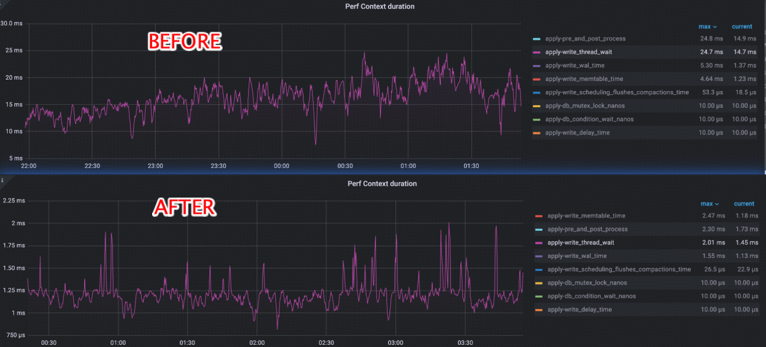 Perf Context duration
30.0 ms
25 ms
20 ms
15 ms
10 ms
5 ms
22:00 22:30 23:00 23:30 00:00 00:30 01:00 01:30
BEFORE
max current
apply-pre_and_post_process 24.8 ms 14.9 ms
apply-write_thread_wait 24.7 ms 14.7 ms
apply-write_wal_time 5.30 ms 1.37 ms
apply-write_memtable_time 4.64 ms 1.23 ms
apply-write_scheduling_flushes_compactions_time 53.3 µs 18.5 µs
apply-db_mutex_lock_nanos 10.00 µs 10.00 µs
apply-db_condition_wait_nanos 10.00 µs 10.00 µs
apply-write_delay_time 10.00 µs 10.00 µs
i
Perf Context duration
2.25 ms
2 ms
1.75 ms
1.50 ms
1.25 ms
1 ms
750 µs
00:30 01:00 01:30 02:00 02:30 03:00 03:30
AFTER
max current
apply-write_memtable_time 2.47 ms 1.18 ms
apply-pre_and_post_process 2.30 ms 1.73 ms
apply-write_thread_wait 2.01 ms 1.45 ms
apply-write_wal_time 1.55 ms 1.13 ms
apply-write_scheduling_flushes_compactions_time 26.5 µs 22.9 µs
apply-db_mutex_lock_nanos 10.00 µs 10.00 µs
apply-db_condition_wait_nanos 10.00 µs 10.00 µs
apply-write_delay_time 10.00 µs 10.00 µs